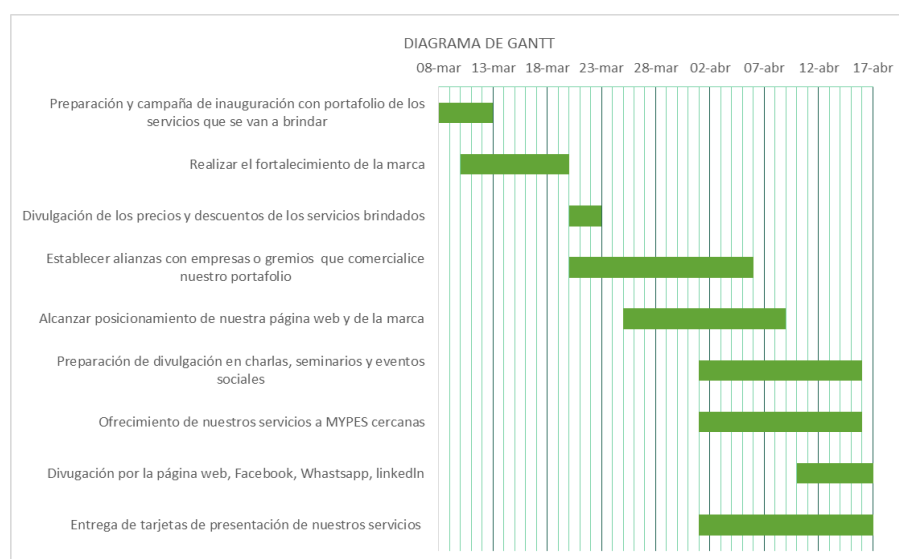 DIAGRAMA DE GANTT
08-mar 13-mar 18-mar 23-mar 28-mar 02-abr 07-abr 12-abr 17-abr
Preparación y campaña de inauguración con portafolio de los
servicios que se van a brindar
Realizar el fortalecimiento de la marca
Divulgación de los precios y descuentos de los servicios brindados
Establecer alianzas con empresas o gremios que comercialice
nuestro portafolio
Alcanzar posicionamiento de nuestra página web y de la marca
Preparación de divulgación en charlas, seminarios y eventos
sociales
Ofrecimiento de nuestros servicios a MYPES cercanas
Divugación por la página web, Facebook, Whastsapp, linkedln
Entrega de tarjetas de presentación de nuestros servicios